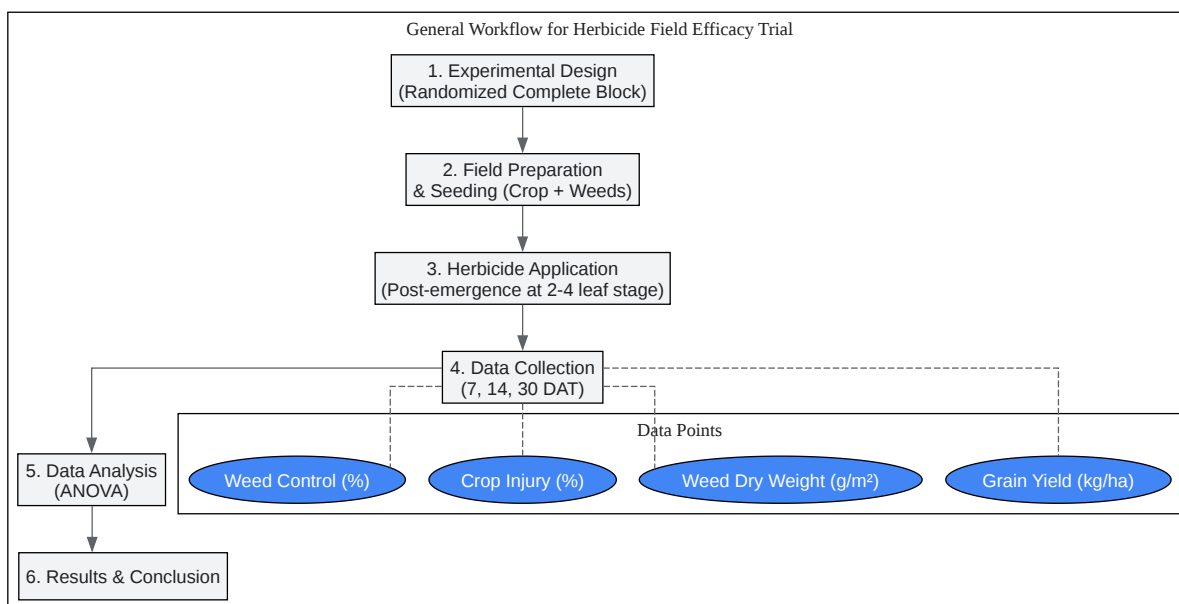 General Workflow for Herbicide Field Efficacy Trial
1. Experimental Design
(Randomized Complete Block)
2. Field Preparation
& Seeding (Crop + Weeds)
3. Herbicide Application
(Post-emergence at 2-4 leaf stage)
4. Data Collection
(7, 14, 30 DAT)
Data Points
5. Data Analysis
(ANOVA)
Weed Control (%)
Crop Injury (%)
Weed Dry Weight (g/m²)
Grain Yield (kg/ha)
6. Results & Conclusion